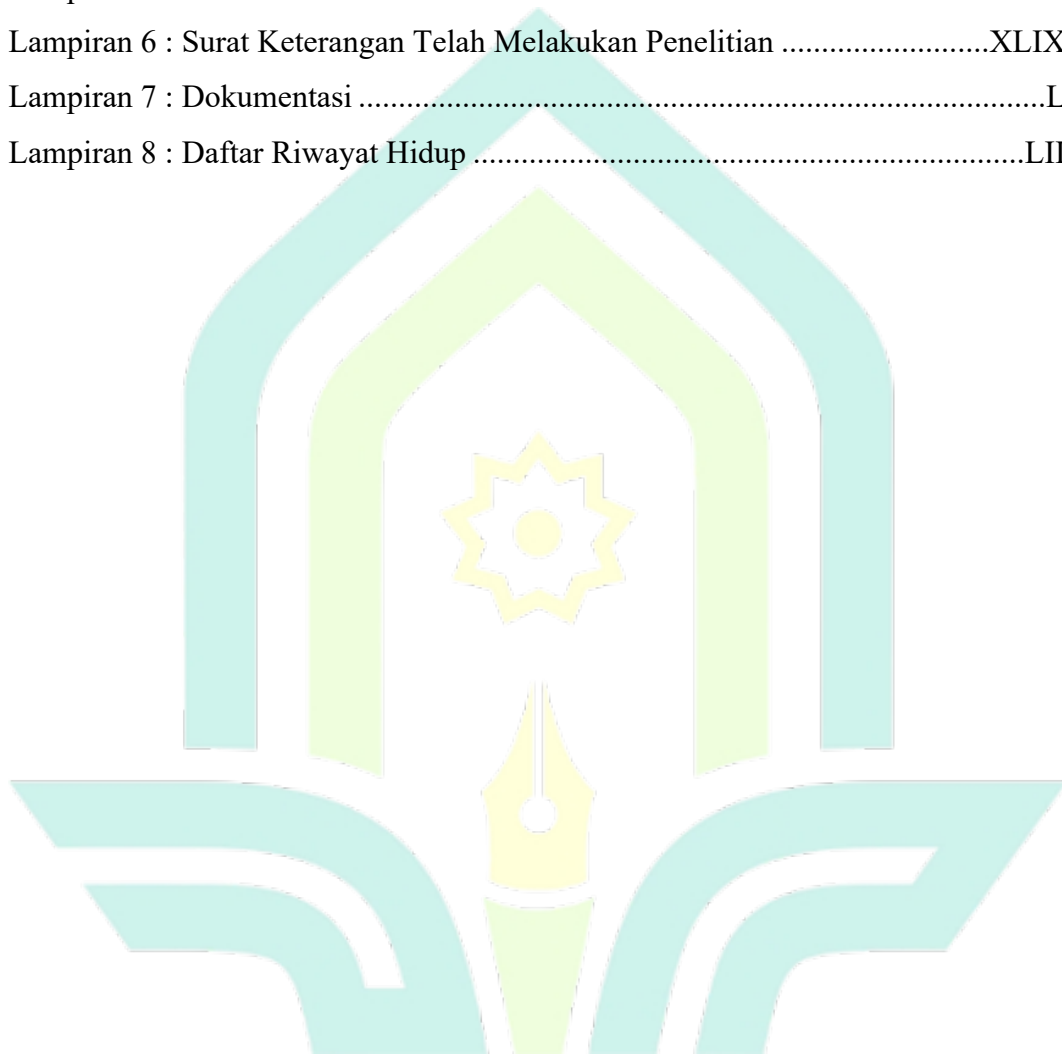 Lampiran 6 : Surat Keterangan Telah Melakukan Penelitian ..........................XLIX
Lampiran 7 : Dokumentasi ......................................................................................L
Lampiran 8 : Daftar Riwayat Hidup .....................................................................LII